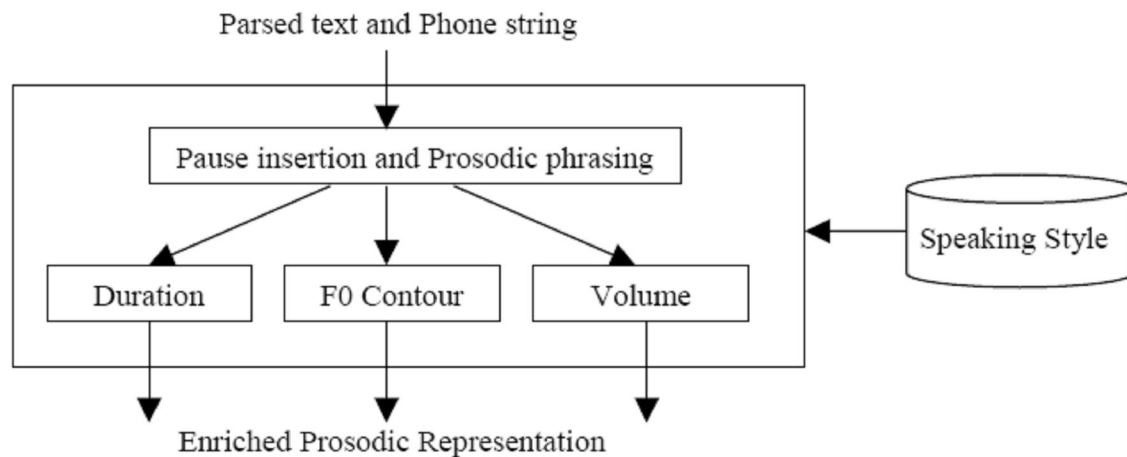 Parsed text and Phone string
Pause insertion and Prosodic phrasing
Speaking Style
Duration
F0 Contour
Volume
Enriched Prosodic Representation